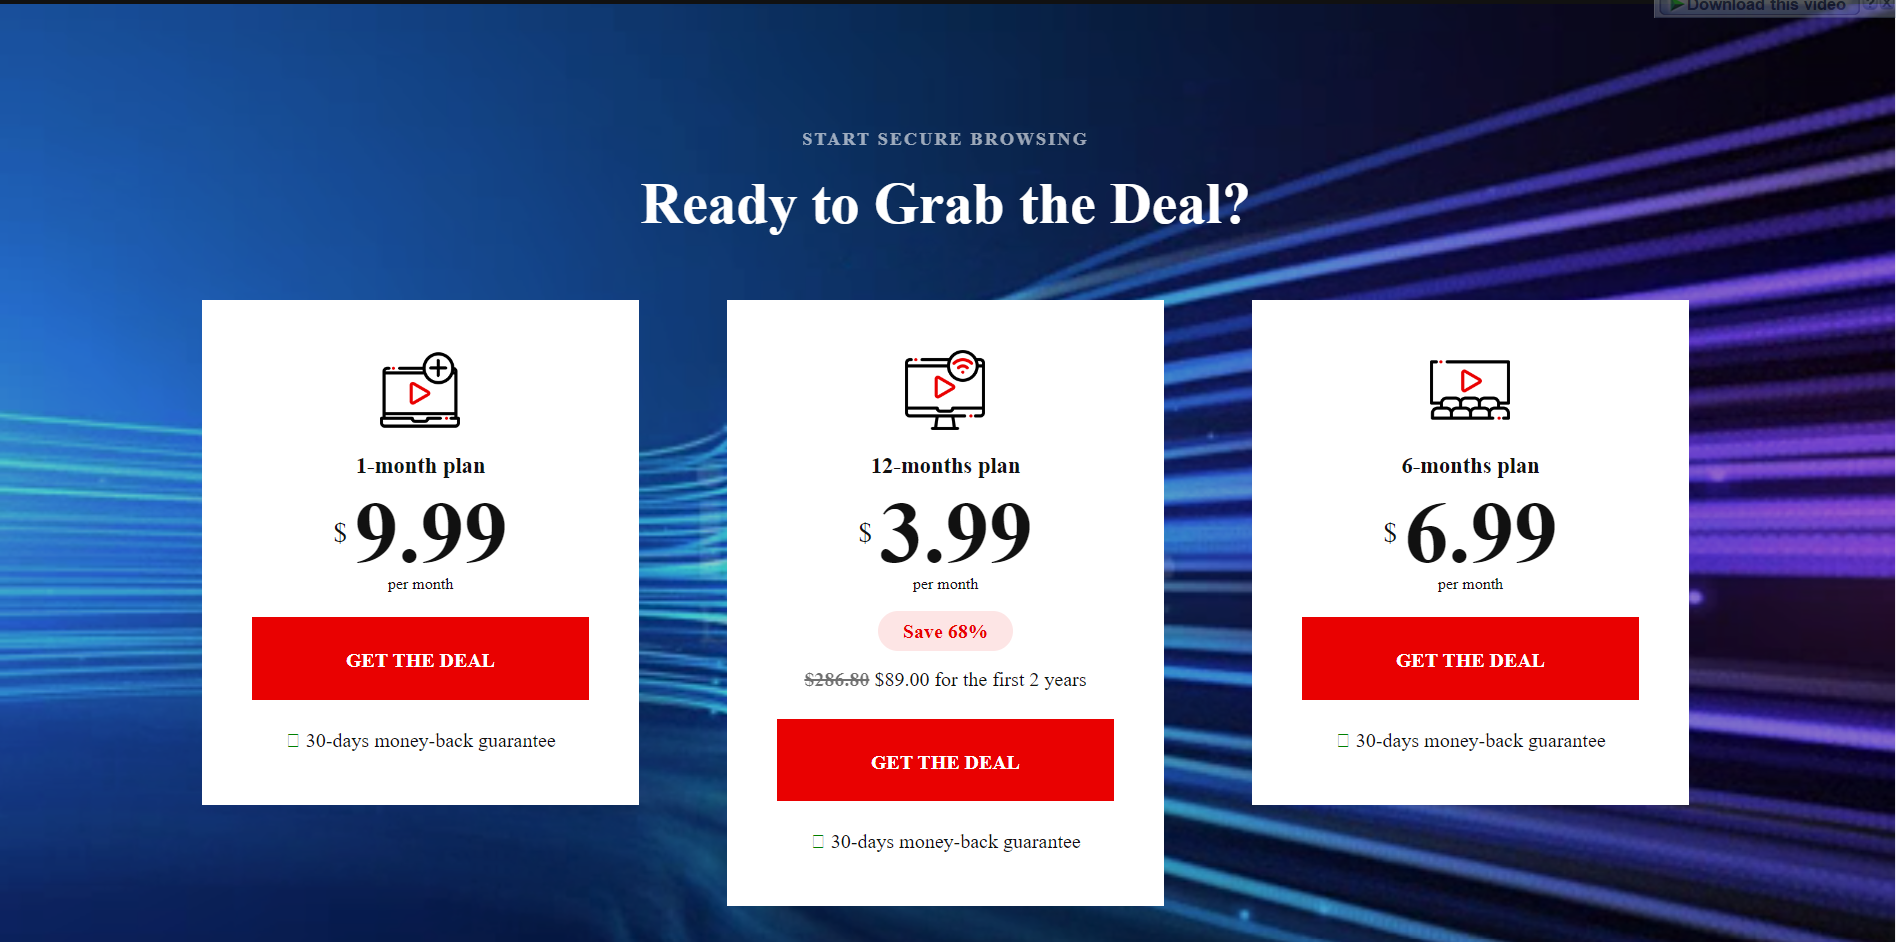 Download this video
START SECURE BROWSING
Ready to Grab the Deal?
1-month plan
$ 9.99
per month
GET THE DEAL
30-days money-back guarantee
12-months plan
$ 3.99
per month
Save 68%
$286.80 $89.00 for the first 2 years
GET THE DEAL
30-days money-back guarantee
6-months plan
$ 6.99
per month
GET THE DEAL
30-days money-back guarantee